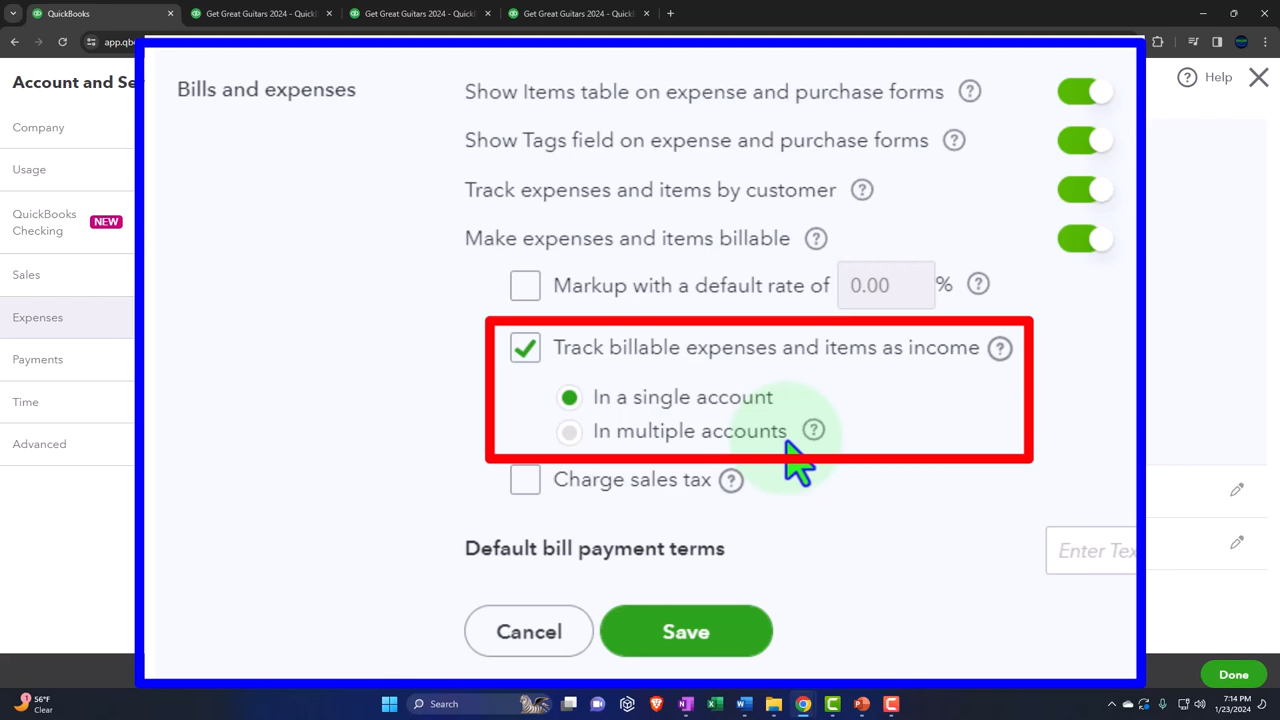 QuickBooks
Get Great Guitars 2024 - QuickB
Get Great Guitars 2024 - QuickB
Get Great Guitars 2024 - QuickB
app.qbo
Account and Se
Help
Company
Usage
QuickBooks
Checking
NEW
Sales
Expenses
Payments
Time
Advanced
Bills and expenses
Show Items table on expense and purchase forms
Show Tags field on expense and purchase forms
Track expenses and items by customer
Make expenses and items billable
Markup with a default rate of 0.00 %
Track billable expenses and items as income
In a single account
In multiple accounts
Charge sales tax
Default bill payment terms
Enter Tex
Cancel
Save
Done
56°F
Clear
Search
7:14 PM
1/23/2024